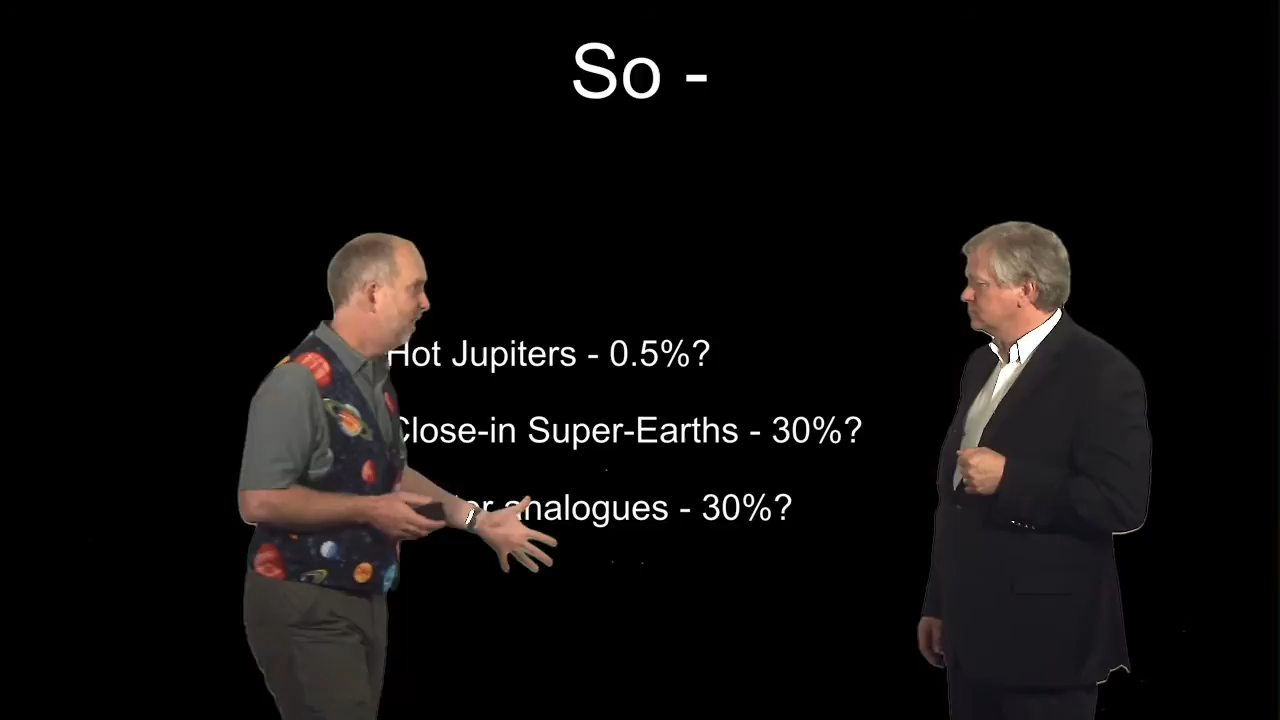 So -
Hot Jupiters - 0.5%?
Close-in Super-Earths - 30%?
analogues - 30%?